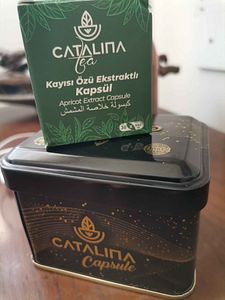 CATALINA
Tea
Kayısı Özü Ekstraktlı
Kapsül
Apricot Extract Capsule
كبسولة خلاصة المشمش
CATALINA
Capsule